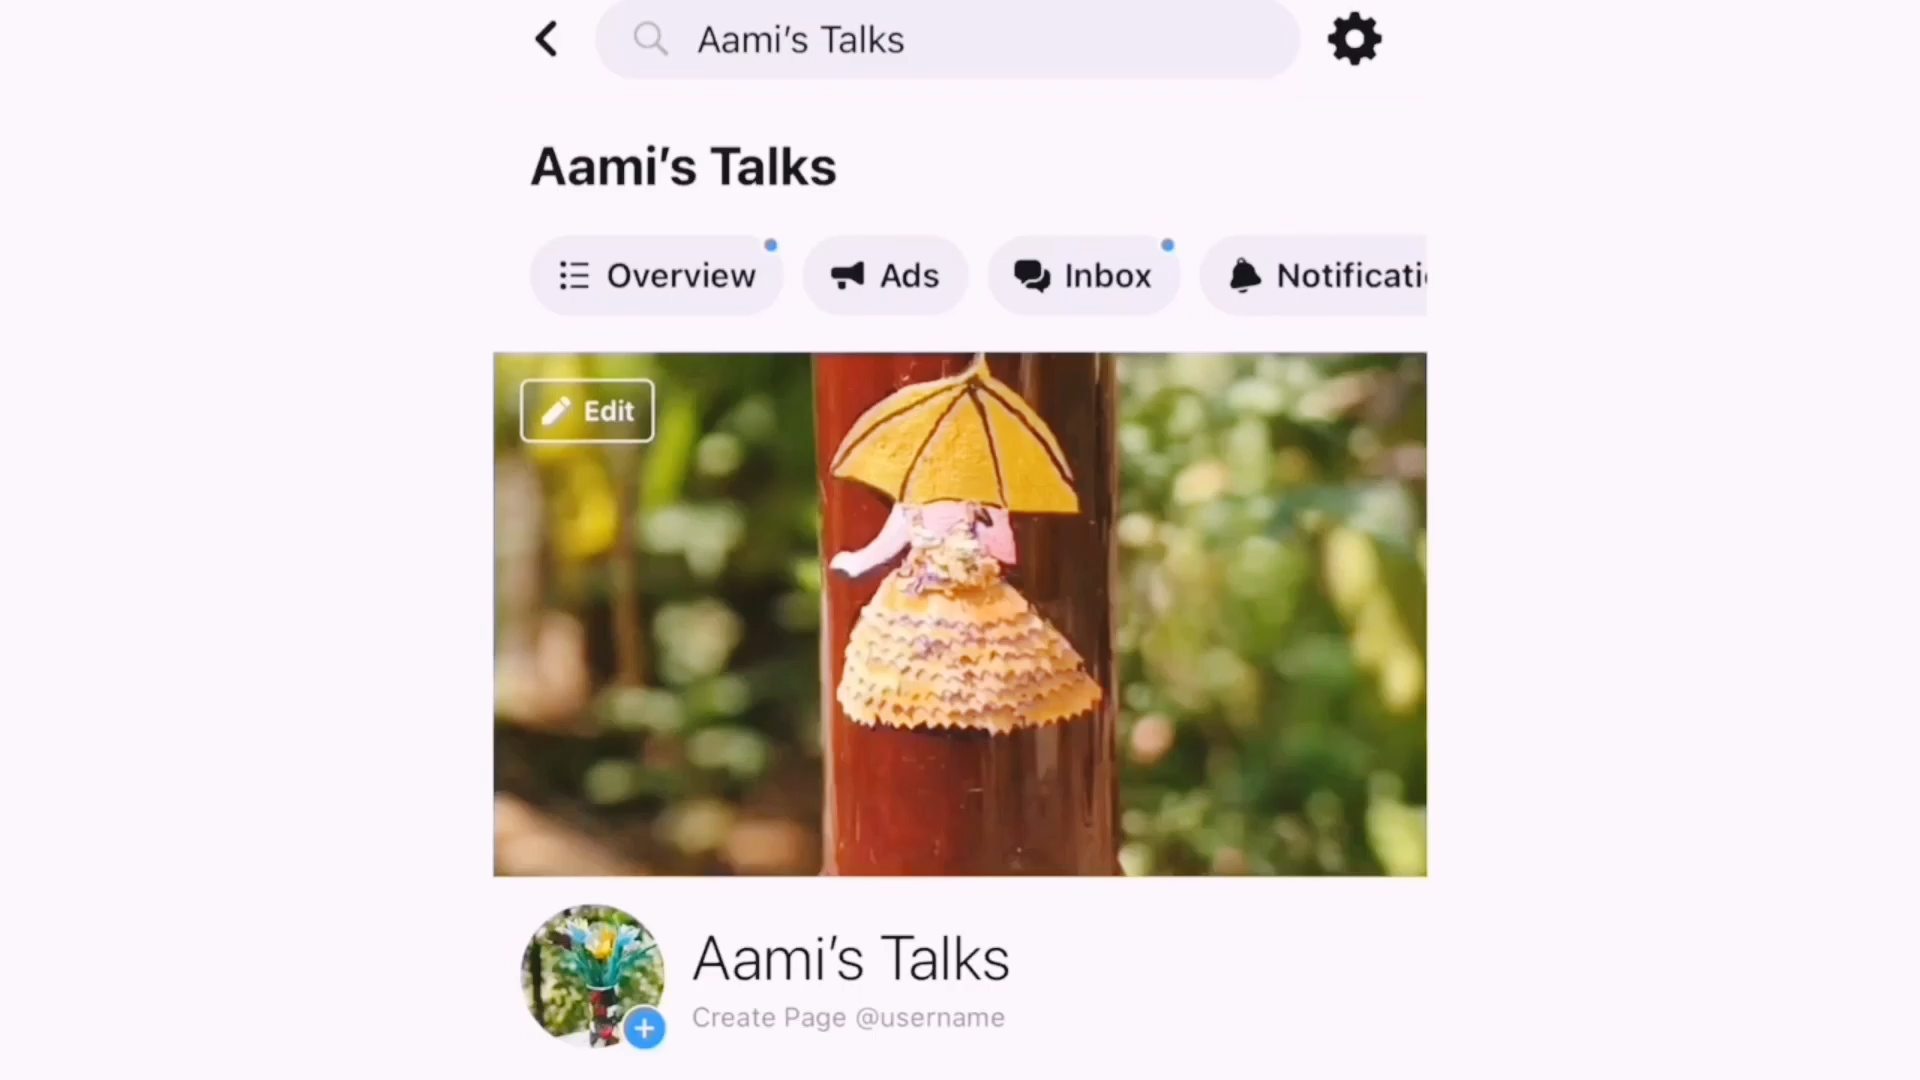 Aami's Talks
Aami's Talks
Overview Ads Inbox Notificati
Edit
Aami's Talks
Create Page @username